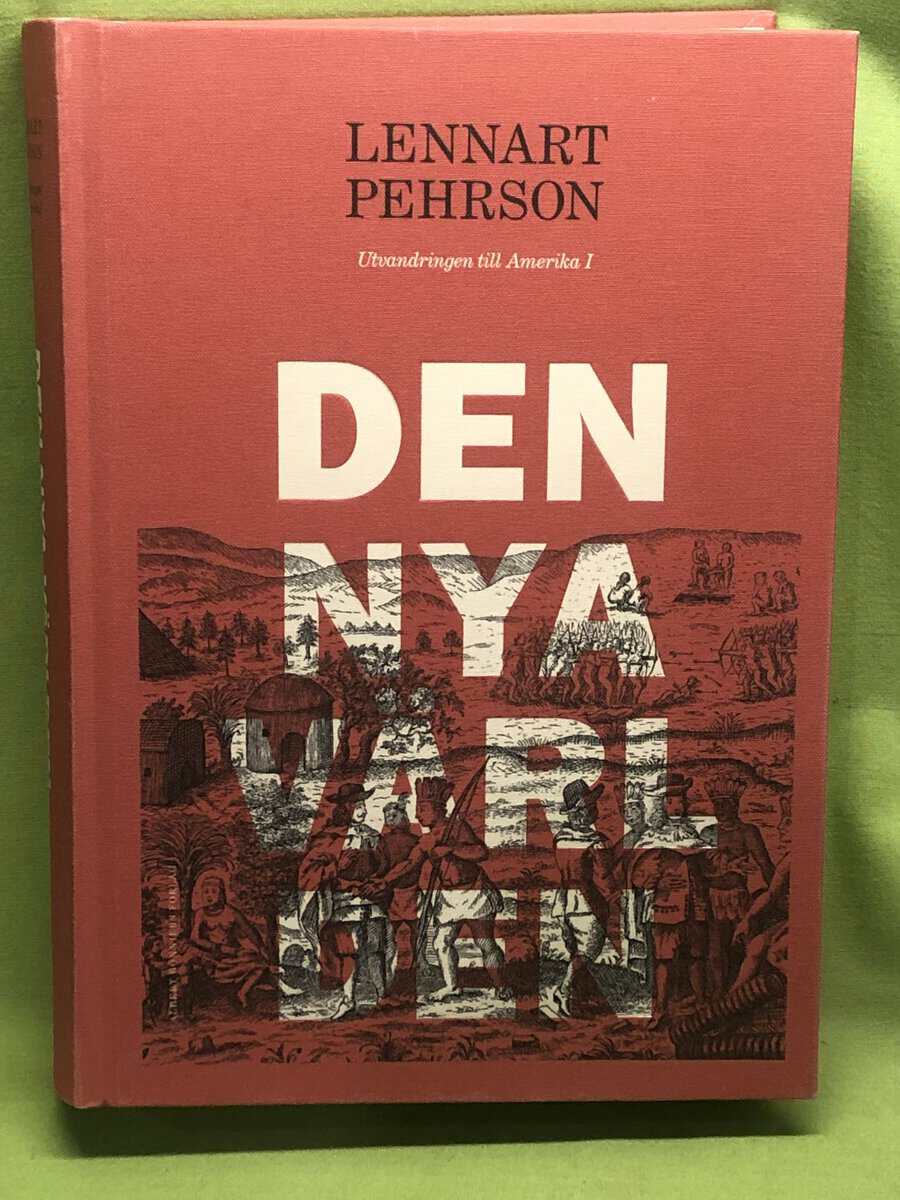 LENNART
PEHRSON
Utvandringen till Amerika I
DEN
NYA
VÄRL
DEN